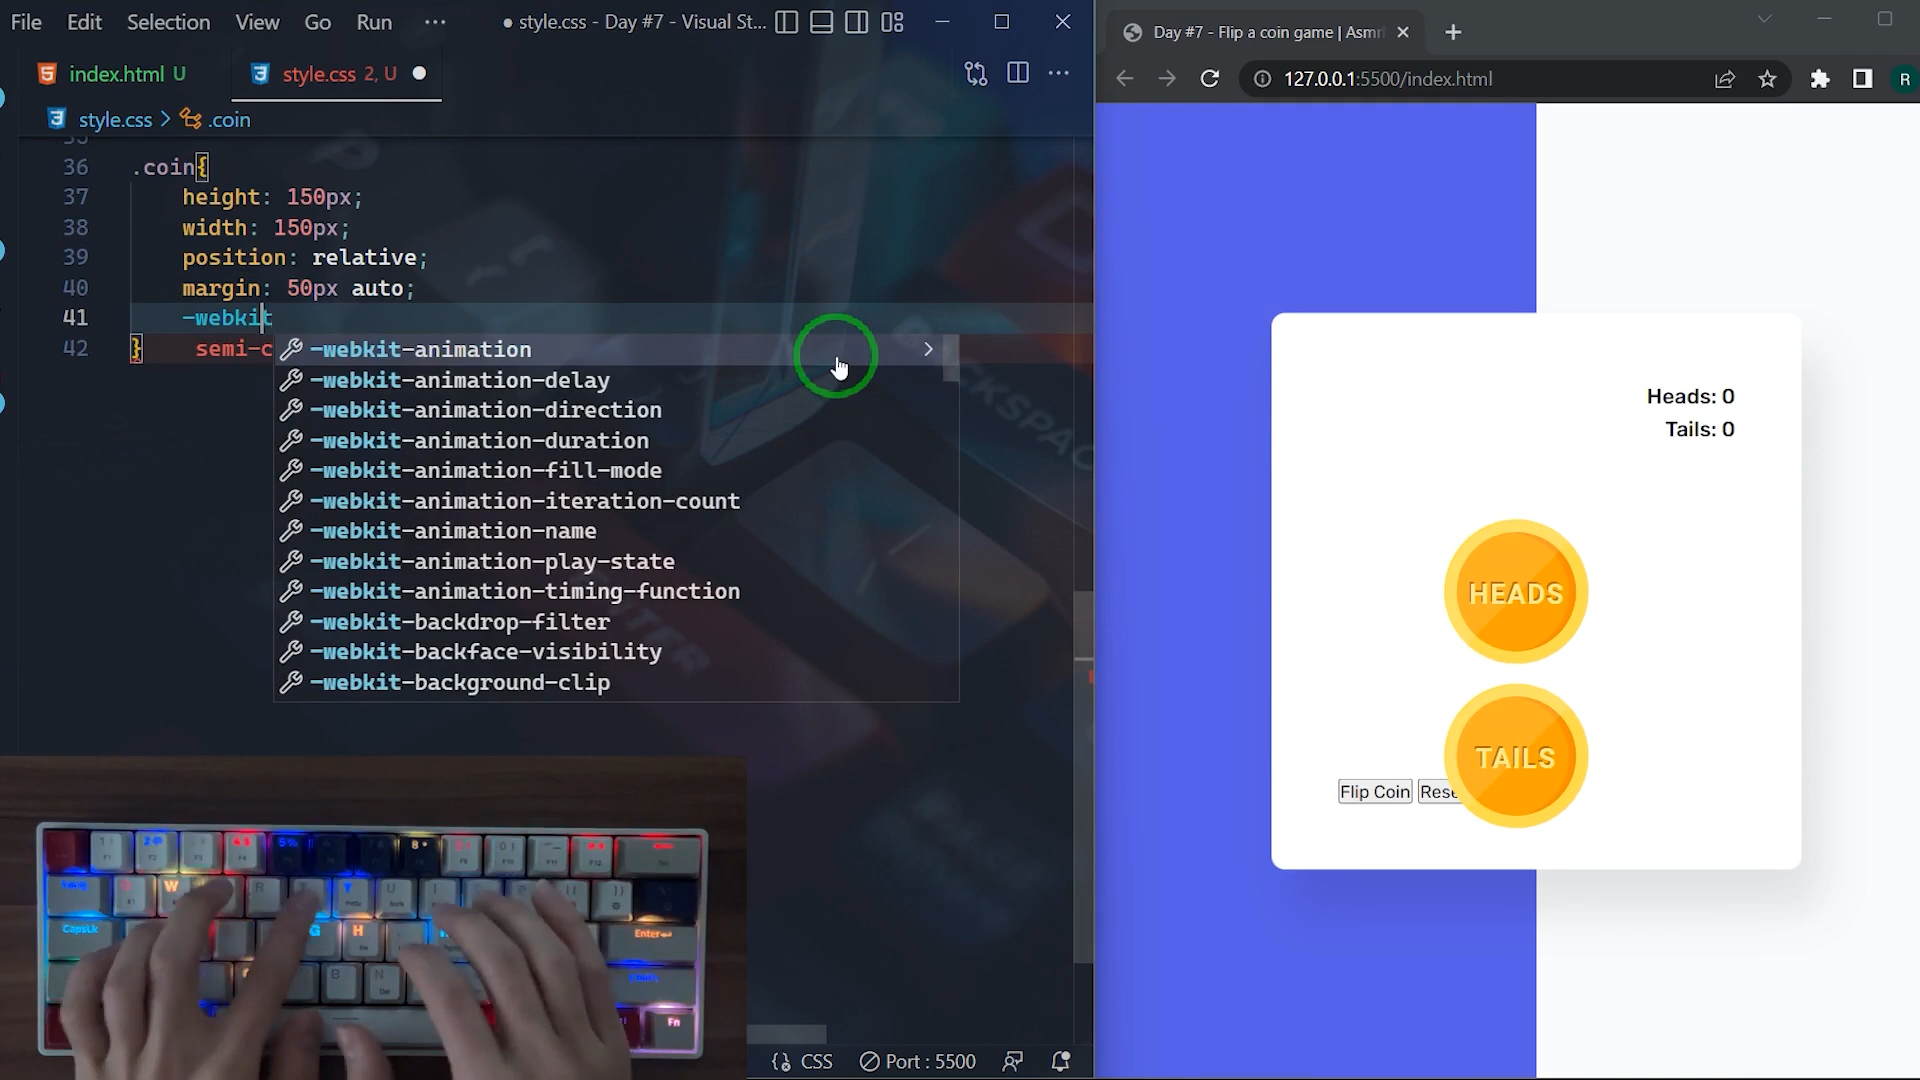 File Edit Selection View Go Run ··· ● style.css - Day #7 - Visual St...
index.html U
style.css 2, U ●
style.css > .coin
36 .coin{
37 height: 150px;
38 width: 150px;
39 position: relative;
40 margin: 50px auto;
41 -webkit
42 } semi-c
-webkit-animation
-webkit-animation-delay
-webkit-animation-direction
-webkit-animation-duration
-webkit-animation-fill-mode
-webkit-animation-iteration-count
-webkit-animation-name
-webkit-animation-play-state
-webkit-animation-timing-function
-webkit-backdrop-filter
-webkit-backface-visibility
-webkit-background-clip
CSS Port : 5500
Day #7 - Flip a coin game | Asmr
127.0.0.1:5500/index.html
R
Heads: 0
Tails: 0
HEADS
TAILS
Flip Coin Rese
CapsLk
G H
Enter
B N
Fn